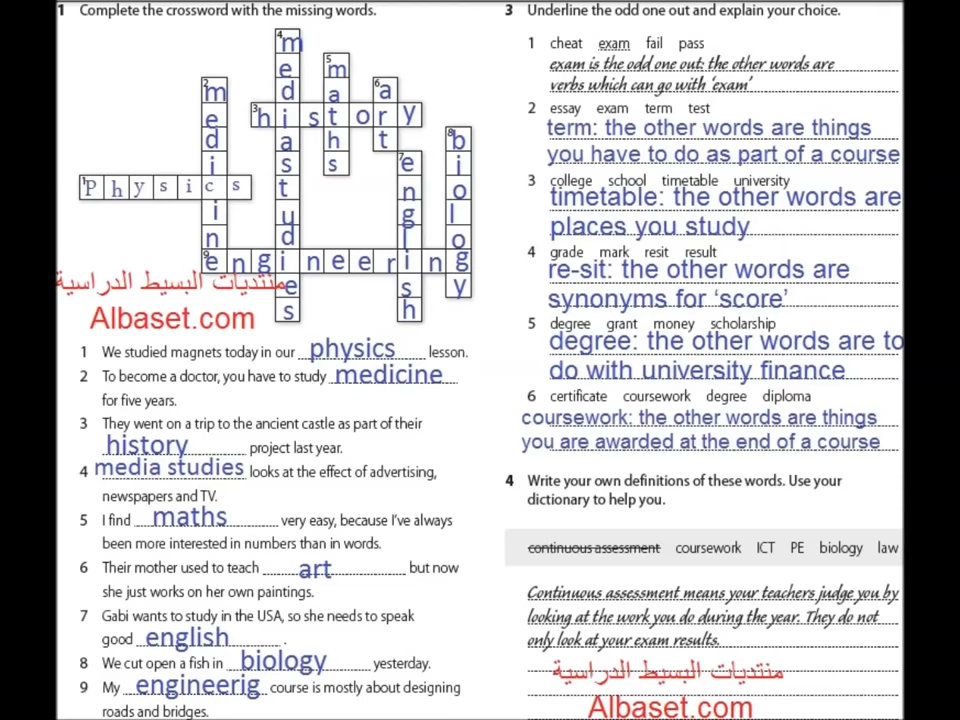 1 Complete the crossword with the missing words.
4 m
e
5 m
2 m
d
a
6 a
3 h i s t o r y
e
d
a
h
t
8 b
i
s
s
7 e
i
1 P h y s i c s
t
n
o
i
u
g
l
n
d
l
o
9 e n g i n e e r i n g
منتديات البسيط الدراسية
e
s
y
Albaset.com
s
h
1 We studied magnets today in our physics lesson.
2 To become a doctor, you have to study medicine
for five years.
3 They went on a trip to the ancient castle as part of their
history project last year.
4 media studies looks at the effect of advertising,
newspapers and TV.
5 I find maths very easy, because I've always
been more interested in numbers than in words.
6 Their mother used to teach art but now
she just works on her own paintings.
7 Gabi wants to study in the USA, so she needs to speak
good english .
8 We cut open a fish in biology yesterday.
9 My engineerig course is mostly about designing
roads and bridges.
3 Underline the odd one out and explain your choice.
1 cheat exam fail pass
exam is the odd one out: the other words are
verbs which can go with 'exam'
2 essay exam term test
term: the other words are things
you have to do as part of a course
3 college school timetable university
timetable: the other words are
places you study
4 grade mark resit result
re-sit: the other words are
synonyms for 'score'
5 degree grant money scholarship
degree: the other words are to
do with university finance
6 certificate coursework degree diploma
coursework: the other words are things
you are awarded at the end of a course
4 Write your own definitions of these words. Use your
dictionary to help you.
continuous assessment coursework ICT PE biology law
Continuous assessment means your teachers judge you by
looking at the work you do during the year. They do not
only look at your exam results.
منتديات البسيط الدراسية
Albaset.com